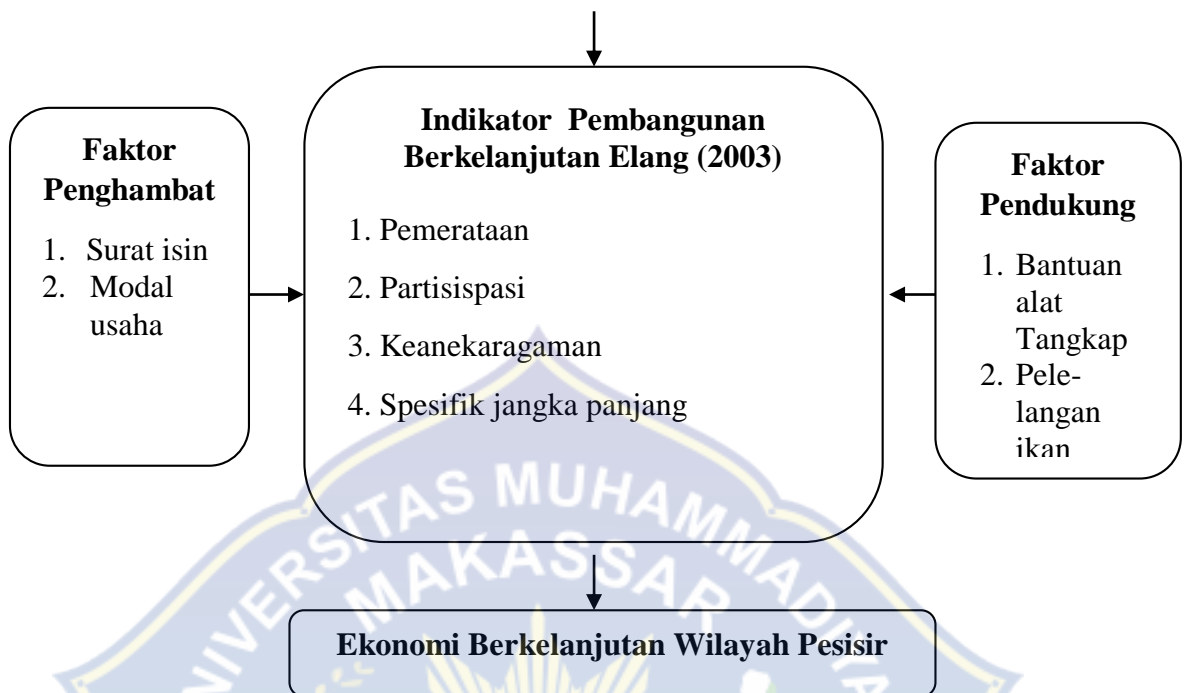 Faktor
Penghambat
1. Surat isin
2. Modal
usaha
Indikator Pembangunan
Berkelanjutan Elang (2003)
1. Pemerataan
2. Partisispasi
3. Keanekaragaman
4. Spesifik jangka panjang
Faktor
Pendukung
1. Bantuan
alat
Tangkap
2. Pele-
langan
ikan
Ekonomi Berkelanjutan Wilayah Pesisir
UNIVERSITAS MUHAMMADIYA
MAKASSAR